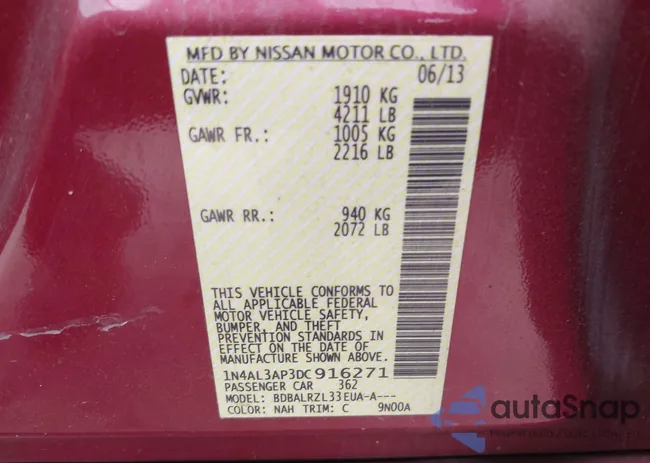 MFD BY NISSAN MOTOR CO., LTD.
DATE: 06/13
GVWR: 1910 KG
4211 LB
GAWR FR.: 1005 KG
2216 LB
GAWR RR.: 940 KG
2072 LB
THIS VEHICLE CONFORMS TO
ALL APPLICABLE FEDERAL
MOTOR VEHICLE SAFETY,
BUMPER, AND THEFT
PREVENTION STANDARDS IN
EFFECT ON THE DATE OF
MANUFACTURE SHOWN ABOVE.
1N4AL3AP3DC916271
PASSENGER CAR 362
MODEL: BDBALRZL33EUA-A---
COLOR: NAH TRIM: C 9N00A
autoSnap